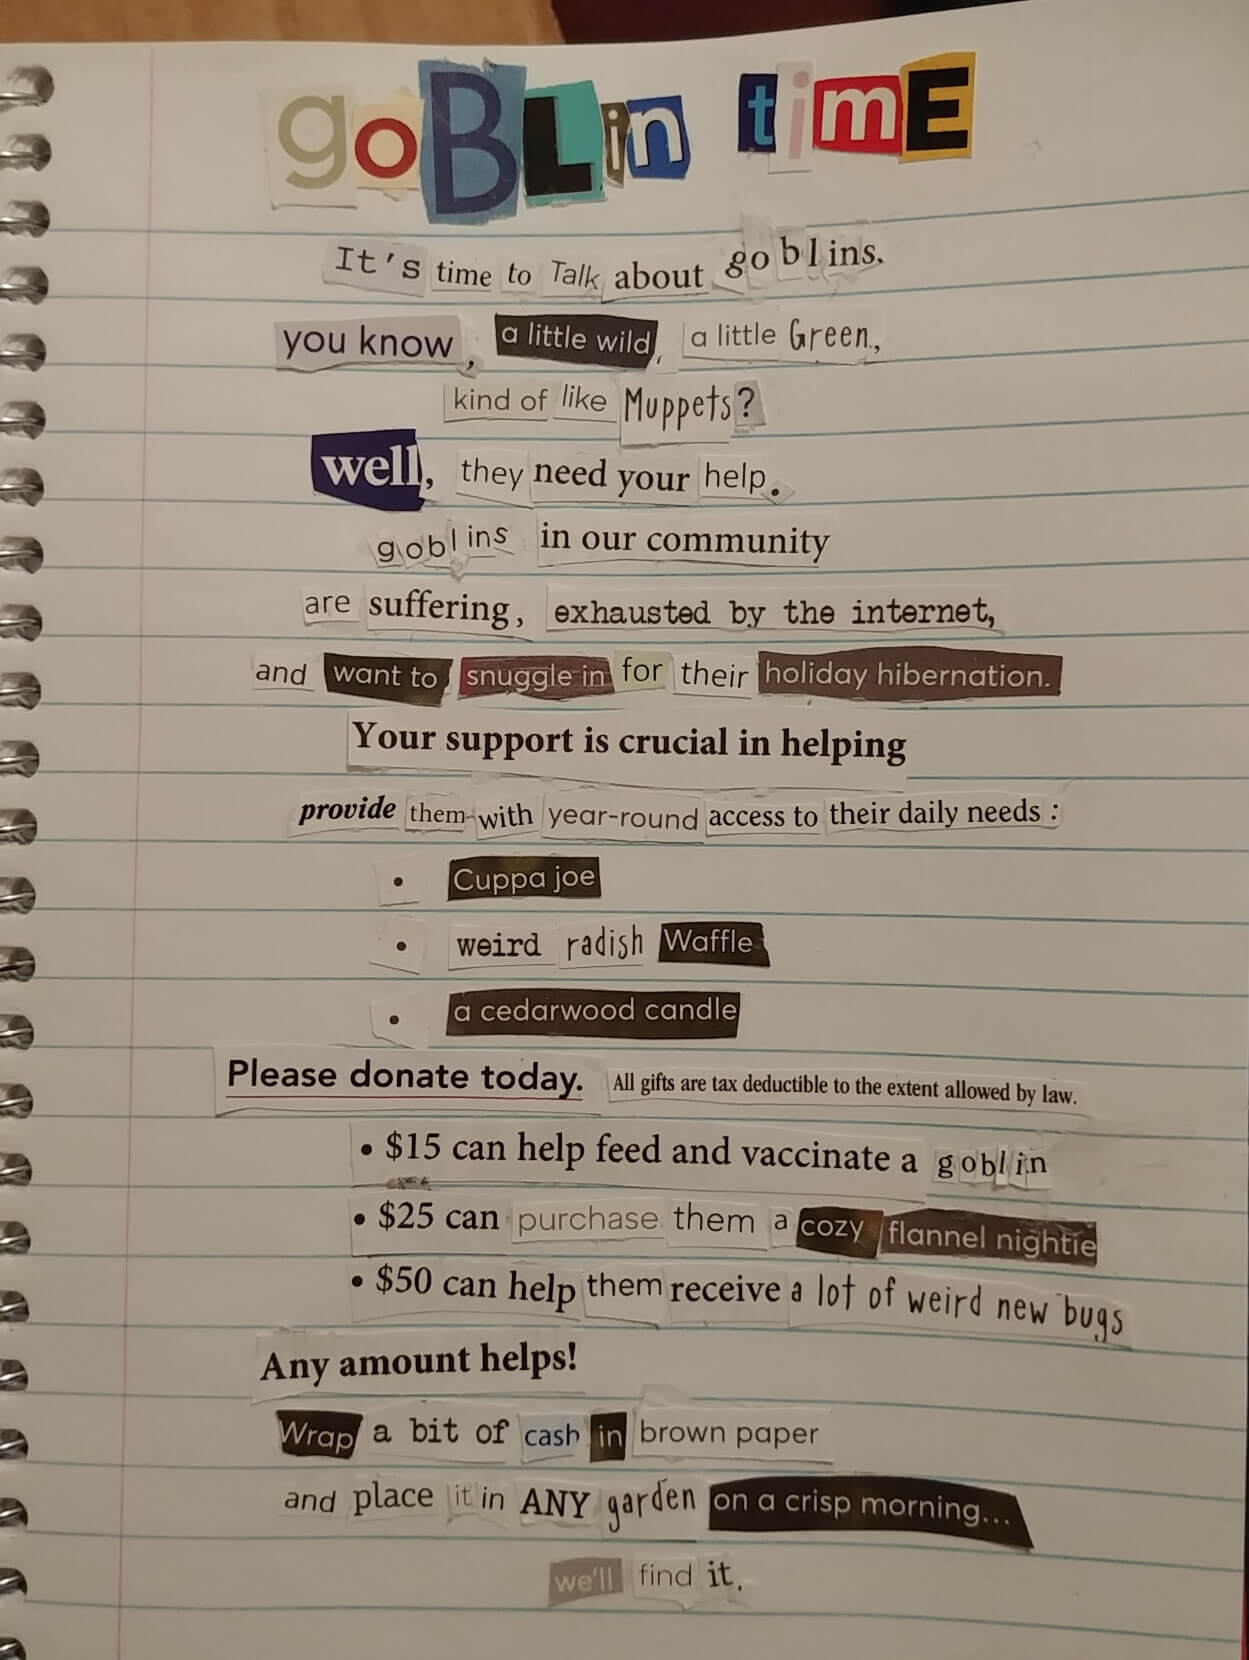 goBLin timE
It's time to Talk about goblins.
you know, a little wild, a little Green,
kind of like Muppets?
well, they need your help.
goblins in our community
are suffering, exhausted by the internet,
and want to snuggle in for their holiday hibernation.
Your support is crucial in helping
provide them with year-round access to their daily needs:
• Cuppa joe
• weird radish Waffle
• a cedarwood candle
Please donate today. All gifts are tax deductible to the extent allowed by law.
• $15 can help feed and vaccinate a goblin
• $25 can purchase them a cozy flannel nightie
• $50 can help them receive a lot of weird new bugs
Any amount helps!
Wrap a bit of cash in brown paper
and place it in ANY garden on a crisp morning...
we'll find it.